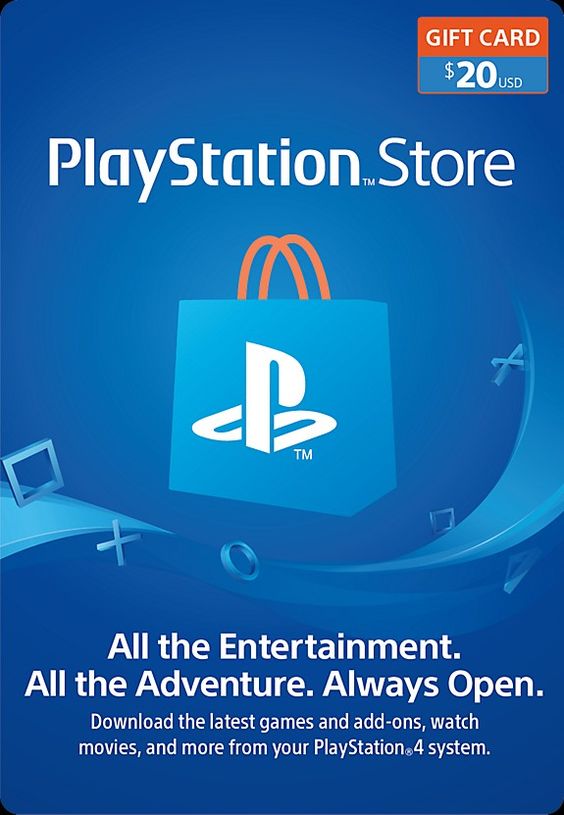 GIFT CARD
$20 USD
PlayStation™Store
TM
All the Entertainment.
All the Adventure. Always Open.
Download the latest games and add-ons, watch
movies, and more from your PlayStation®4 system.